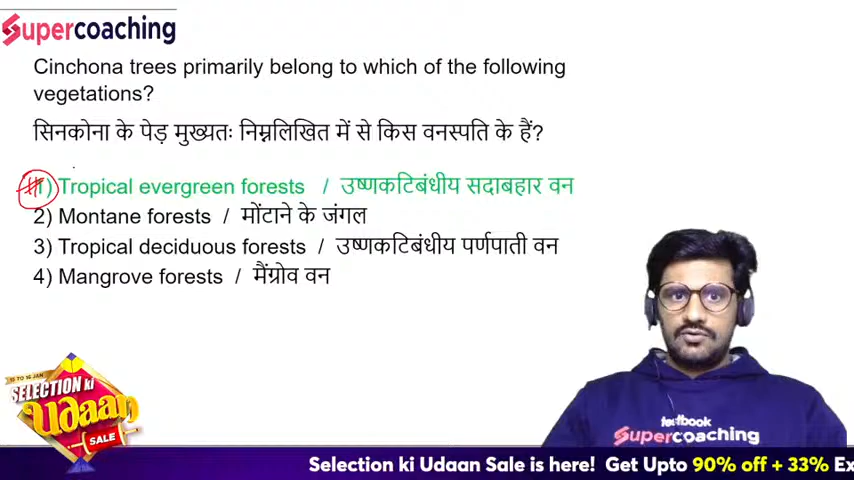 Supercoaching
Cinchona trees primarily belong to which of the following
vegetations?
सिनकोना के पेड़ मुख्यतः निम्नलिखित में से किस वनस्पति के हैं?
1) Tropical evergreen forests / उष्णकटिबंधीय सदाबहार वन
2) Montane forests / मोंटाने के जंगल
3) Tropical deciduous forests / उष्णकटिबंधीय पर्णपाती वन
4) Mangrove forests / मैंग्रोव वन
testbook
Supercoaching
SELECTION ki
Udaan
SALE
Selection ki Udaan Sale is here! Get Upto 90% off + 33% Ex